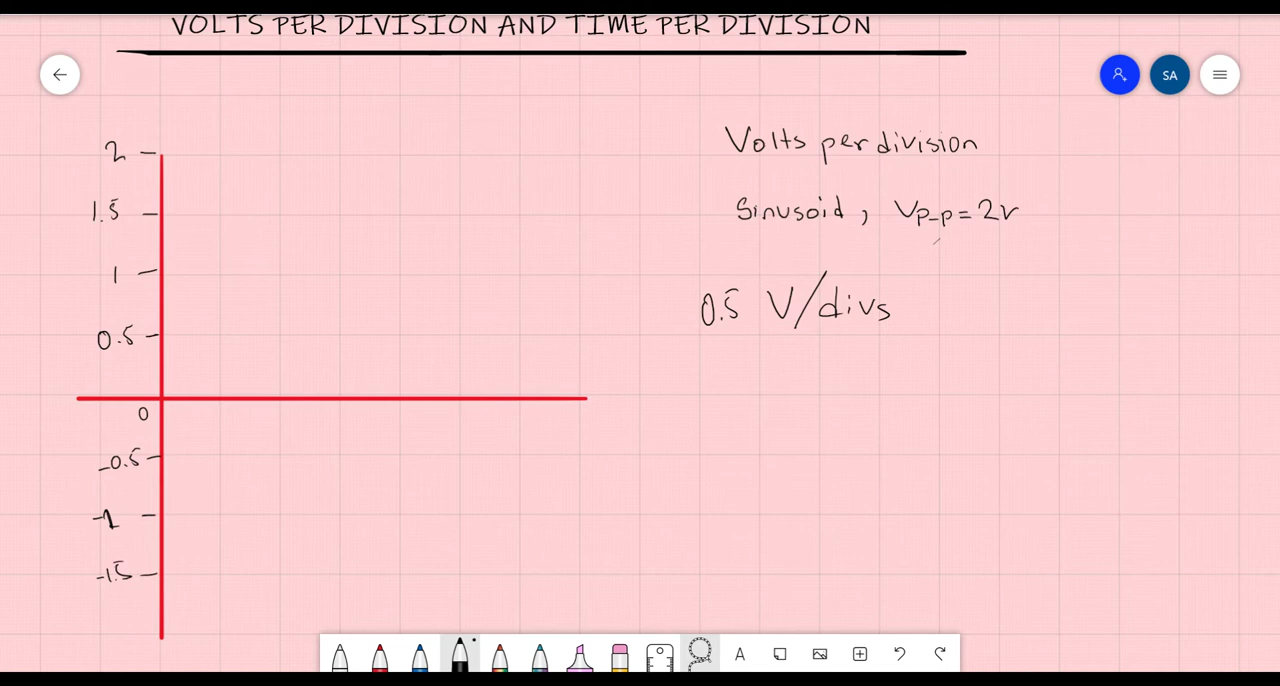 VOLTS PER DIVISION AND TIME PER DIVISION
SA
Volts per division
Sinusoid, Vp-p = 2v
0.5 V/divs
2
1.5
1
0.5
0
-0.5
-1
-1.5
A